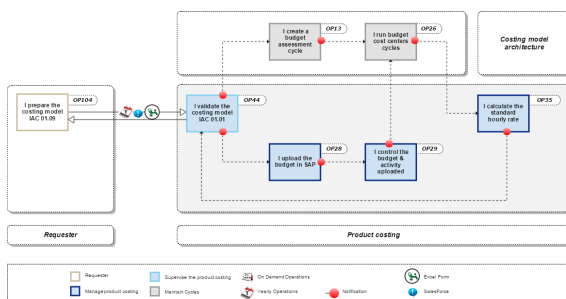 OP13
I create a
budget
assessment
cycle
OP26
I run budget
cost centers
cycles
Costing model
architecture
OP104
I prepare the
costing model
IAC 01.09
OP44
I validate the
costing model
IAC 01.01
OP35
I calculate the
standard
hourly rate
OP28
I upload the
budget in SAP
OP29
I control the
budget &
activity
uploaded
Requester
Product costing
Requester
Supervise the product costing
On Demand Operations
Excel Form
Manage product costing
Maintain Cycles
Yearly Operations
Notification
SalesForce